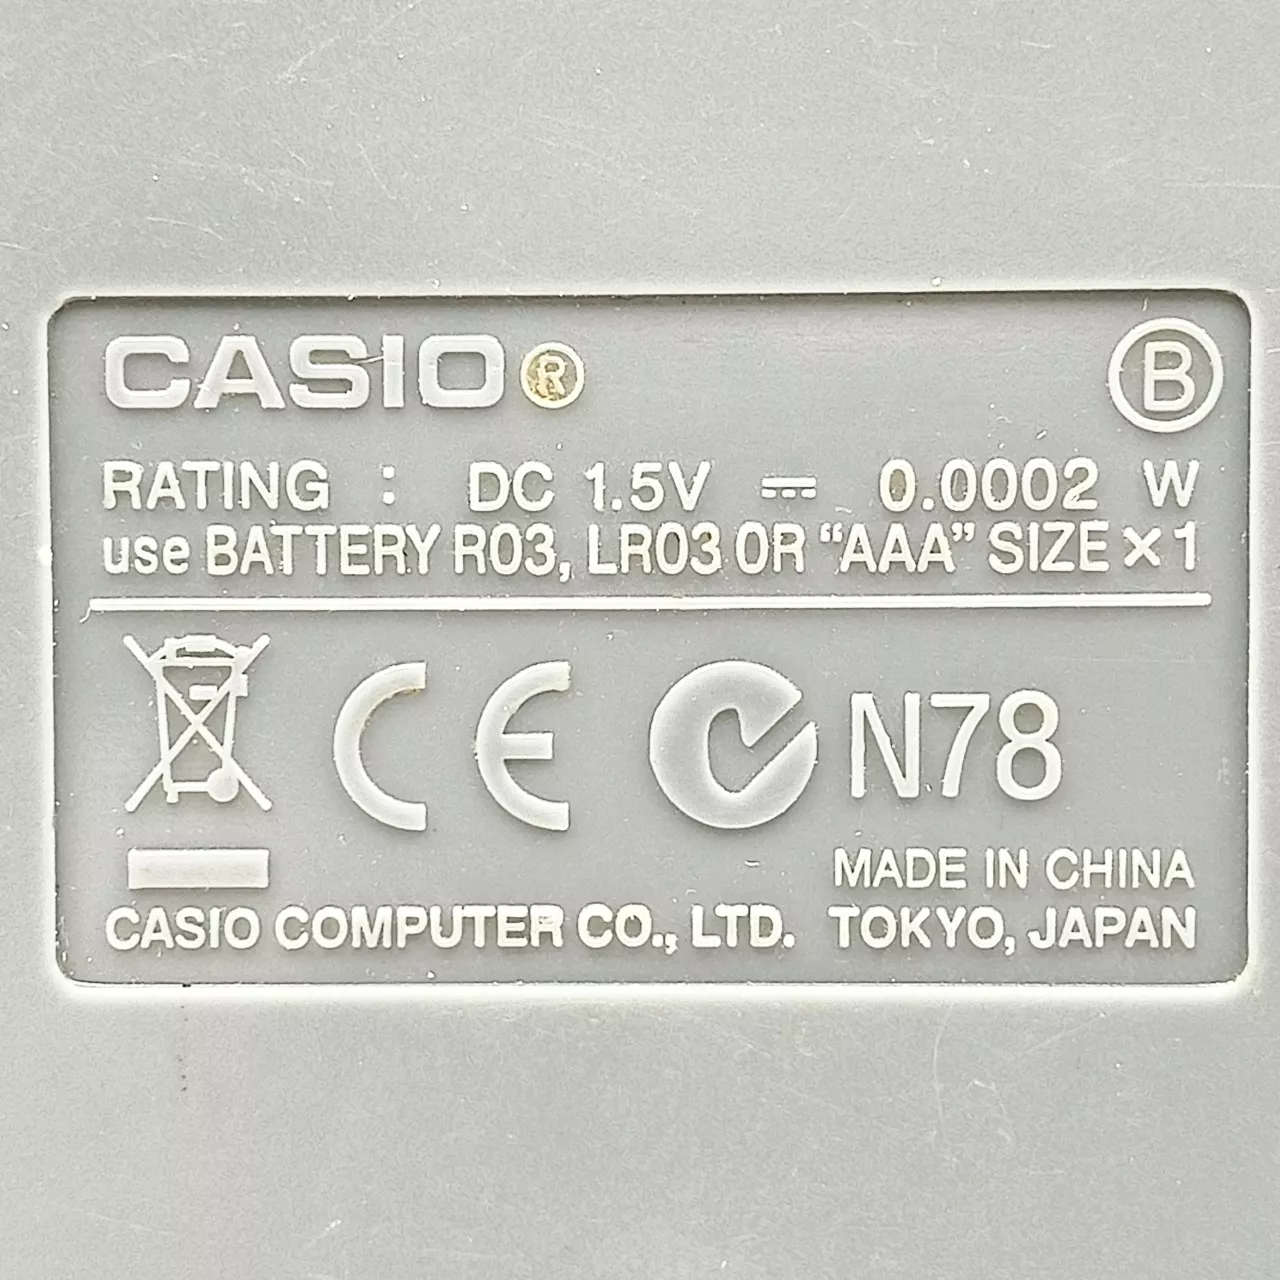 CASIO® B
RATING : DC 1.5V ⎓ 0.0002 W
use BATTERY R03, LR03 OR “AAA” SIZE ×1
CE N78
MADE IN CHINA
CASIO COMPUTER CO., LTD. TOKYO, JAPAN